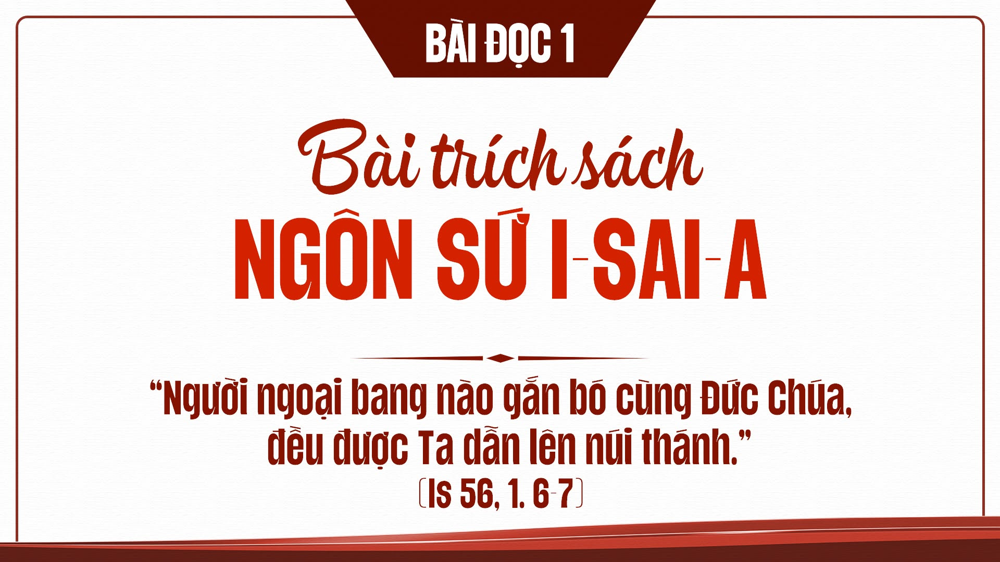 BÀI ĐỌC 1
Bài trích sách
NGÔN SỨ I-SAI-A
“Người ngoại bang nào gắn bó cùng Đức Chúa,
đều được Ta dẫn lên núi thánh.”
(Is 56, 1. 6-7)